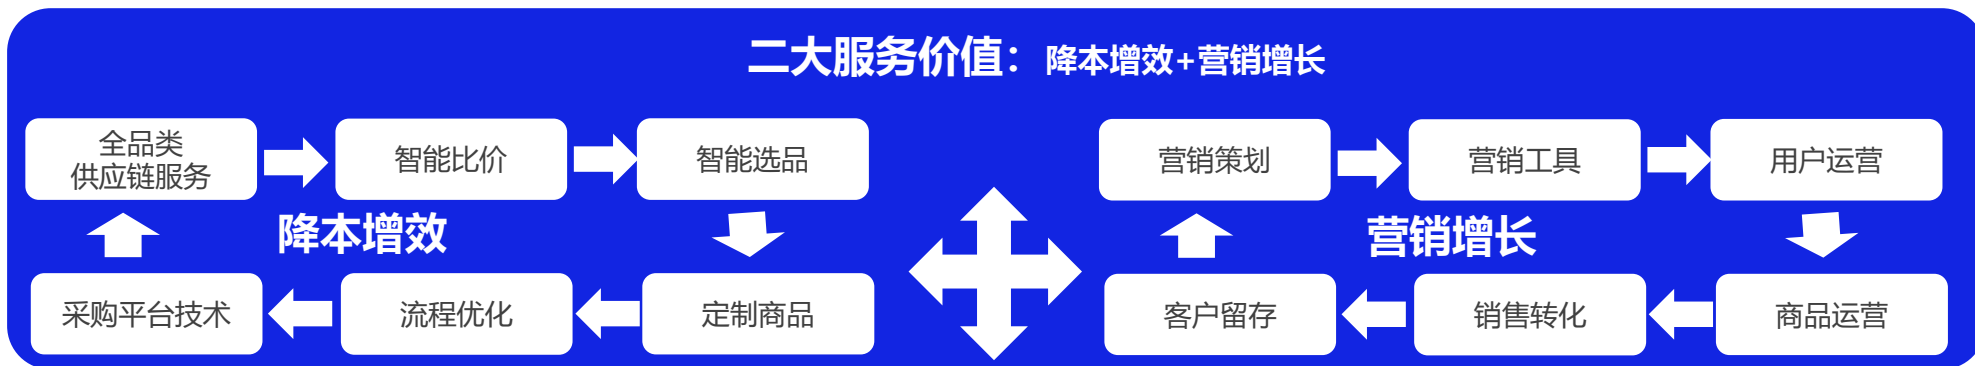 二大服务价值：降本增效+营销增长
全品类
供应链服务
智能比价
智能选品
降本增效
采购平台技术
流程优化
定制商品
营销策划
营销工具
用户运营
营销增长
客户留存
销售转化
商品运营